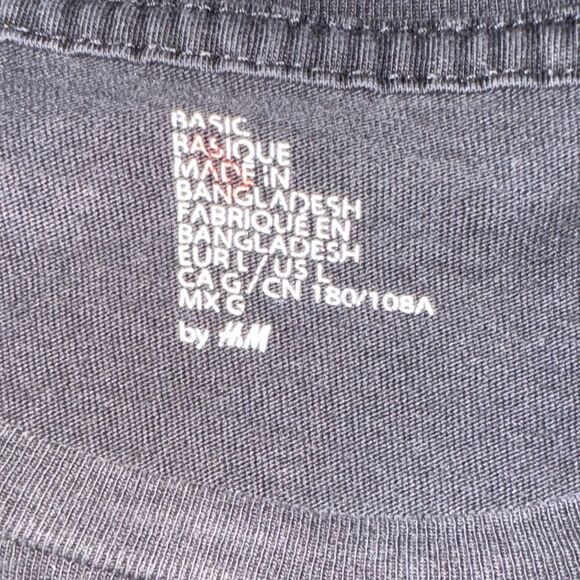 BASIC
BASIQUE
MADE IN
BANGLADESH
FABRIQUÉ EN
BANGLADESH
EUR L / US L
CA G / CN 180/108A
MX G
by H&M